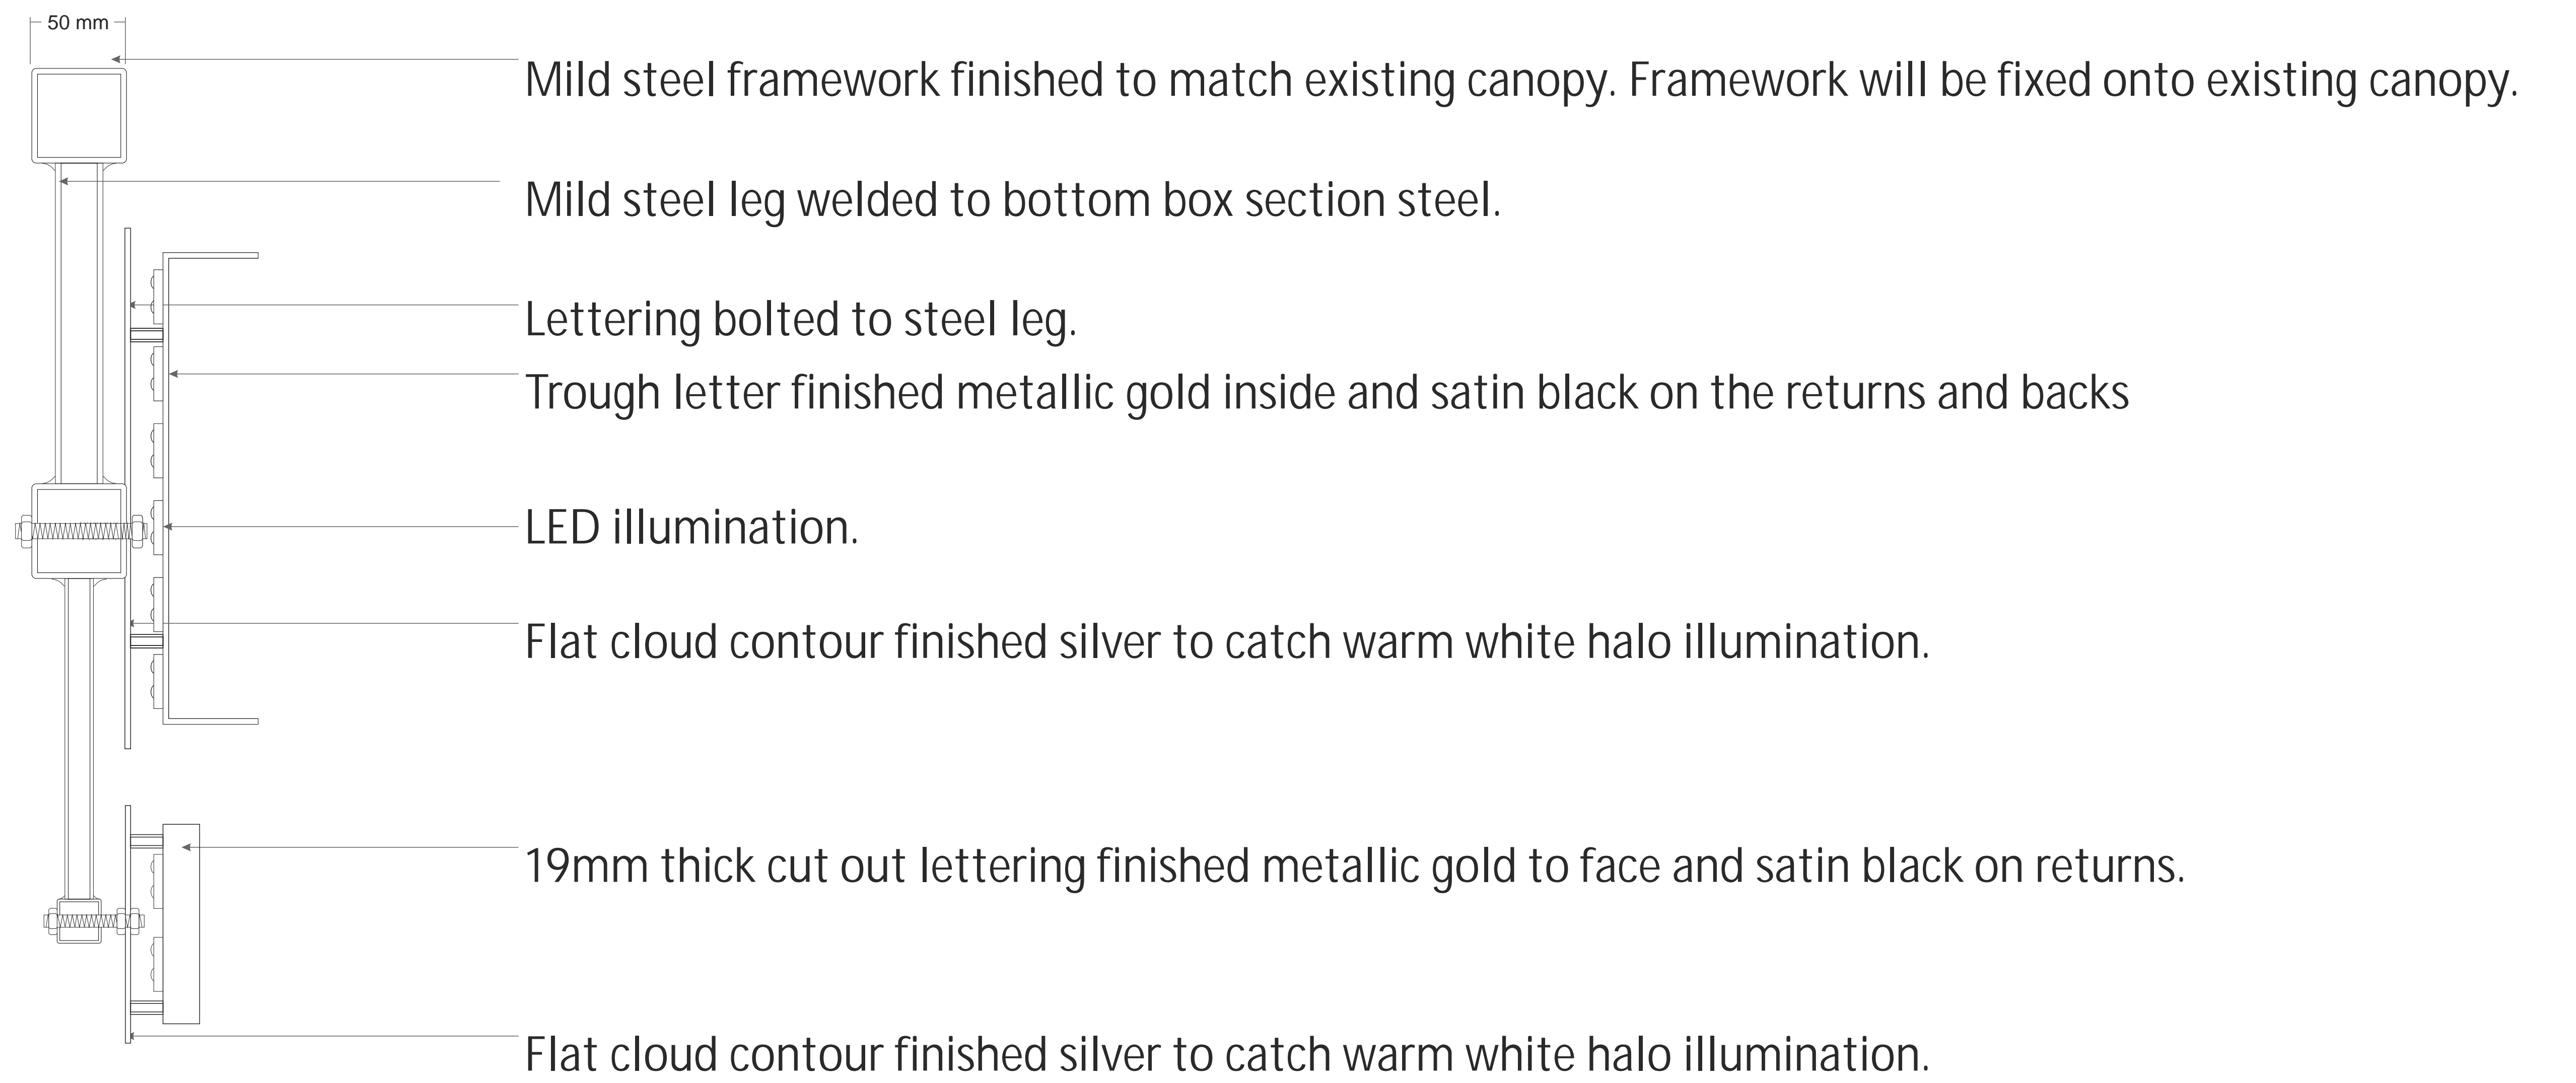 50 mm
Mild steel framework finished to match existing canopy. Framework will be fixed onto existing canopy.
Mild steel leg welded to bottom box section steel.
Lettering bolted to steel leg.
Trough letter finished metallic gold inside and satin black on the returns and backs
LED illumination.
Flat cloud contour finished silver to catch warm white halo illumination.
19mm thick cut out lettering finished metallic gold to face and satin black on returns.
Flat cloud contour finished silver to catch warm white halo illumination.